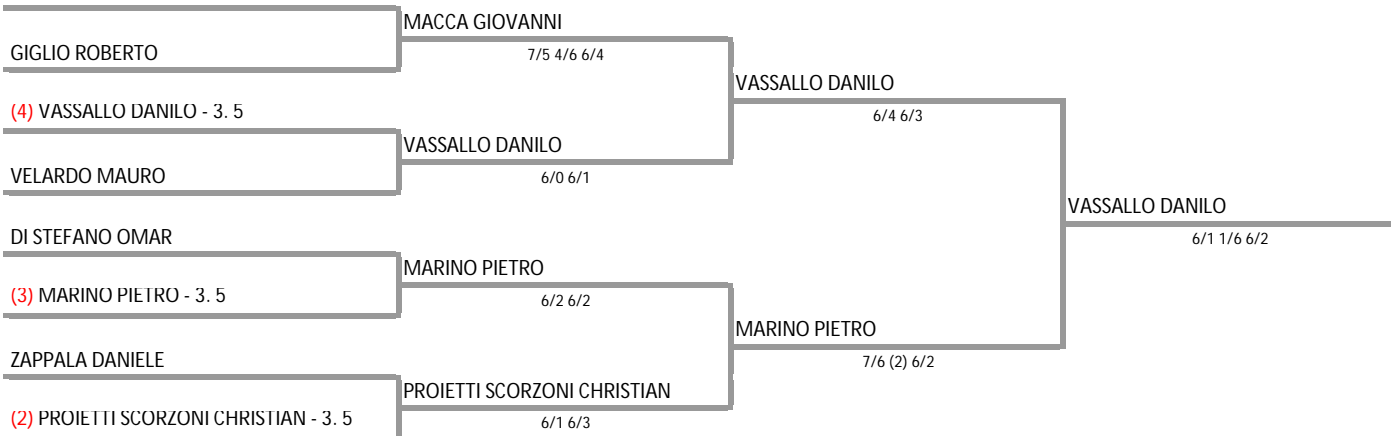 MACCA GIOVANNI
GIGLIO ROBERTO
7/5 4/6 6/4
VASSALLO DANILO
(4) VASSALLO DANILO - 3. 5
6/4 6/3
VASSALLO DANILO
VELARDO MAURO
6/0 6/1
VASSALLO DANILO
DI STEFANO OMAR
6/1 1/6 6/2
MARINO PIETRO
(3) MARINO PIETRO - 3. 5
6/2 6/2
MARINO PIETRO
ZAPPALA DANIELE
7/6 (2) 6/2
PROIETTI SCORZONI CHRISTIAN
(2) PROIETTI SCORZONI CHRISTIAN - 3. 5
6/1 6/3